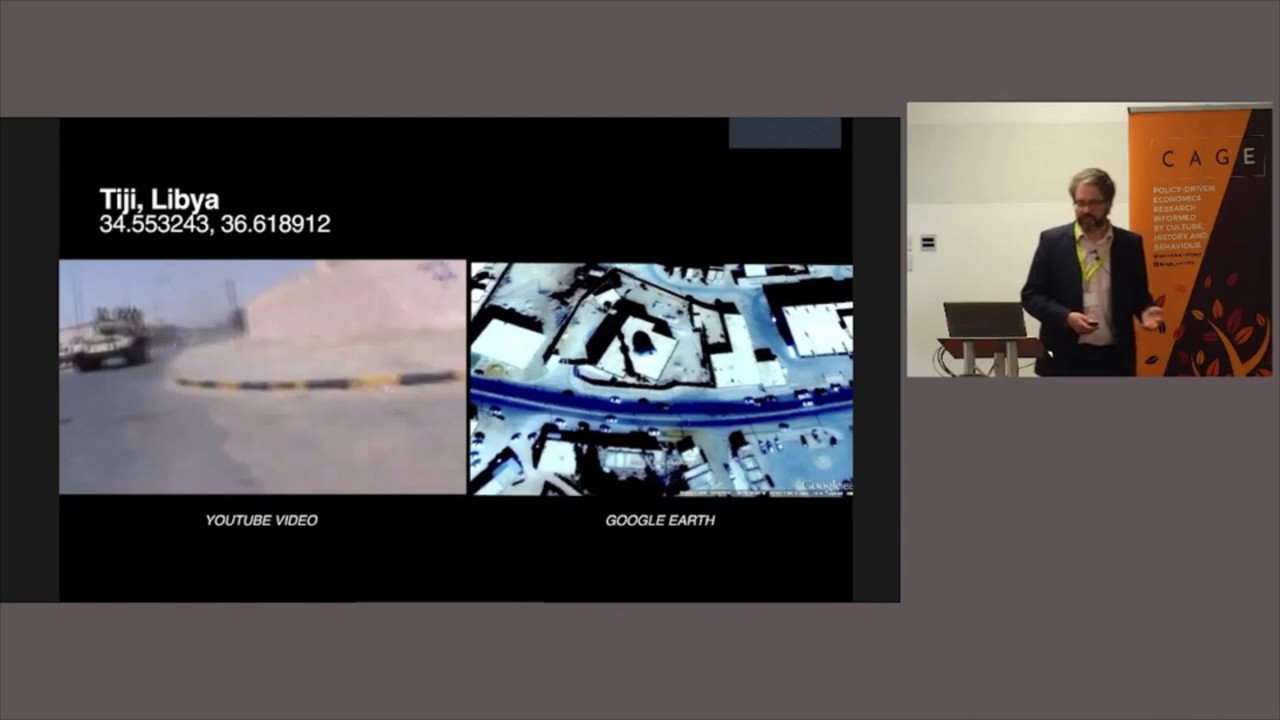 Tiji, Libya
34.553243, 36.618912
YOUTUBE VIDEO
GOOGLE EARTH
Google
CAGE
POLICY-DRIVEN
ECONOMICS
RESEARCH
INFORMED
BY CULTURE,
HISTORY AND
BEHAVIOUR